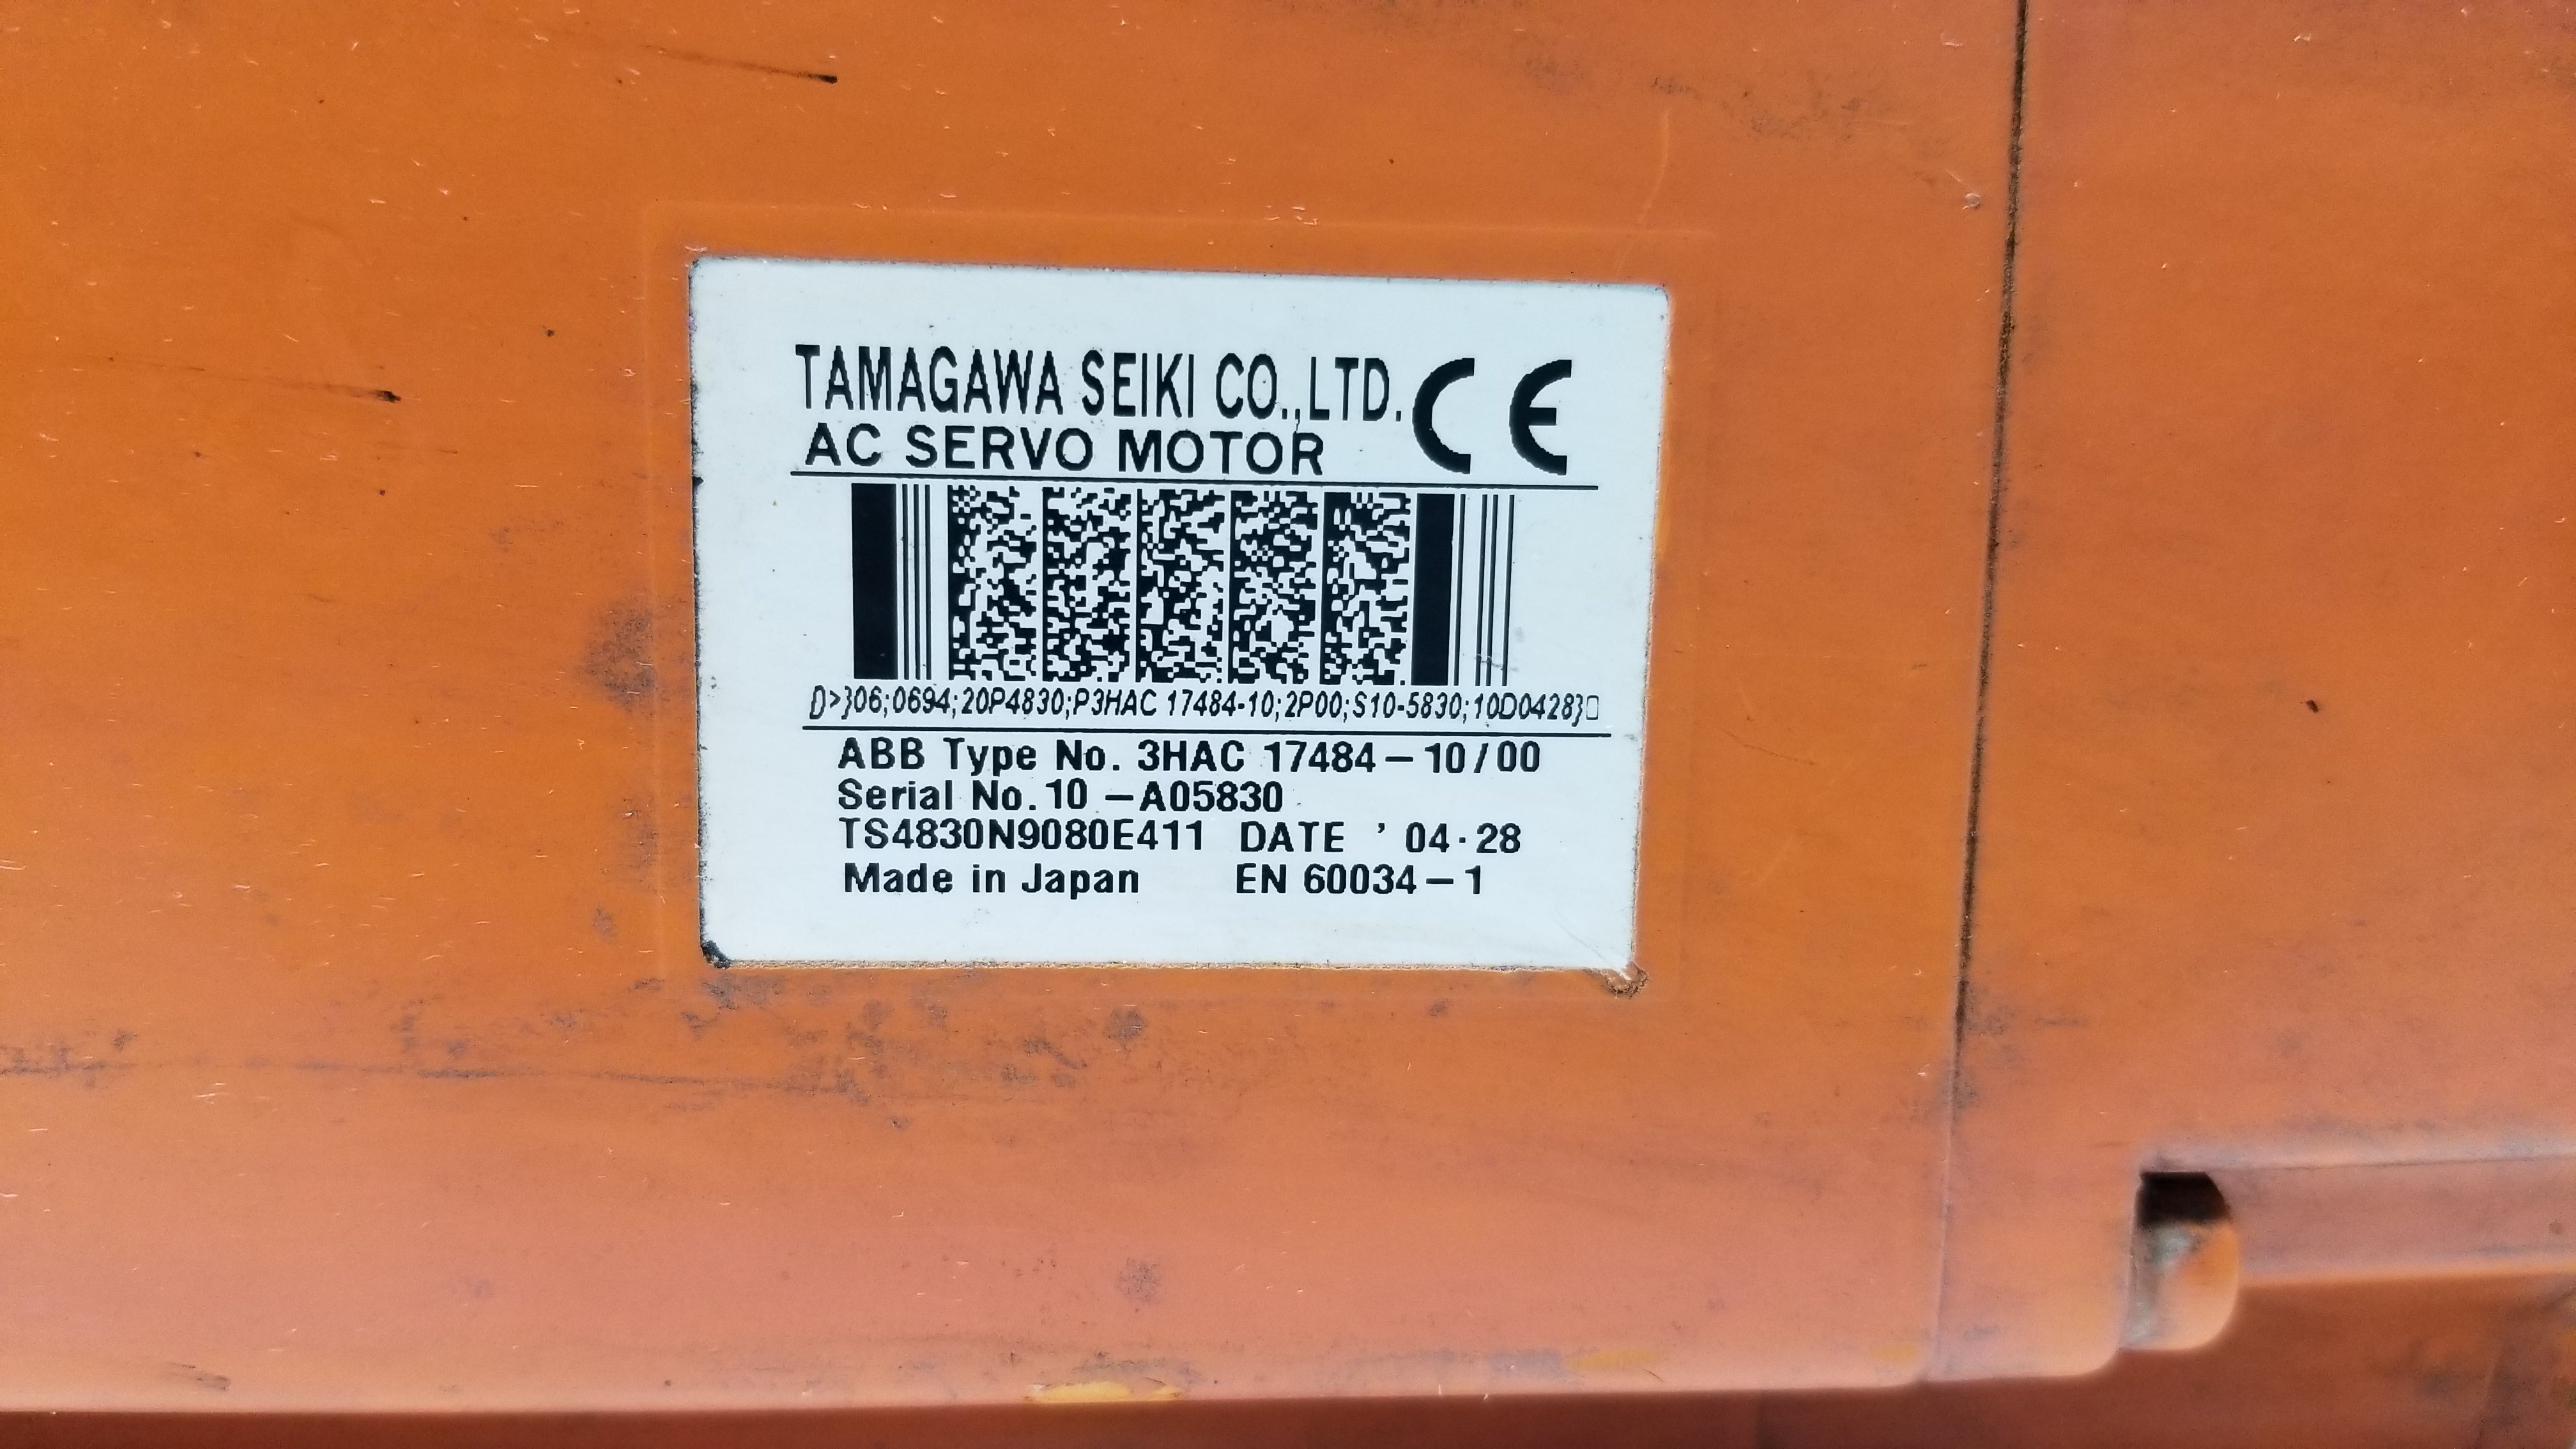 TAMAGAWA SEIKI CO.,LTD. CE
AC SERVO MOTOR
[)>}06;0694;20P4830;P3HAC 17484-10;2P00;S10-5830;10D0428}□
ABB Type No. 3HAC 17484-10/00
Serial No. 10 -A05830
TS4830N9080E411 DATE ' 04·28
Made in Japan EN 60034-1